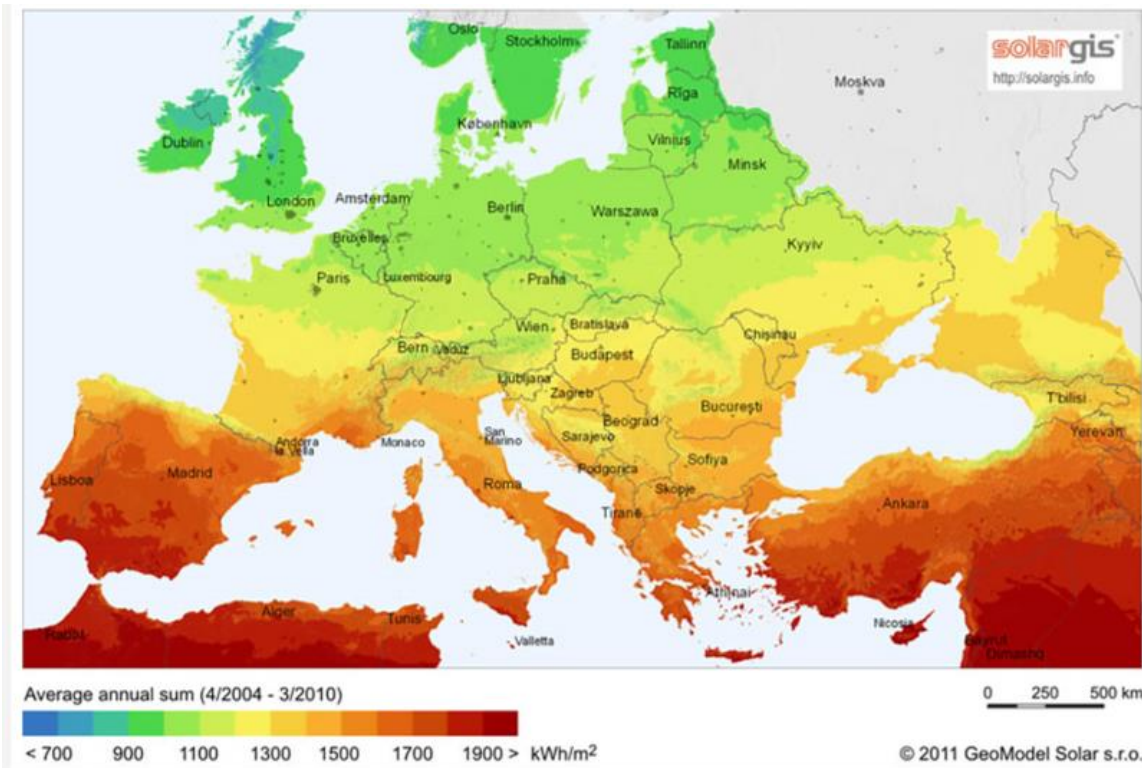 Oslo
Stockholm
Tallinn
solargis
http://solargis.info
Moskva
Rīga
København
Dublin
Vilnius
Minsk
London
Amsterdam
Berlin
Warszawa
Bruxelles
Kyyiv
Paris
Luxembourg
Praha
Wien
Bratislava
Chişinau
Bern
Vaduz
Budapest
Ljubljana
Zagreb
T'bilisi
Beograd
Bucureşti
Andorra
la Vella
Monaco
San
Marino
Sarajevo
Yerevan
Lisboa
Madrid
Podgorica
Sofiya
Roma
Skopje
Ankara
Tiranë
Athínai
Alger
Tunis
Nicosia
Rabat
Valletta
Bayrut
Dimashq
Average annual sum (4/2004 - 3/2010)
0 250 500 km
< 700 900 1100 1300 1500 1700 1900 > kWh/m²
© 2011 GeoModel Solar s.r.o.